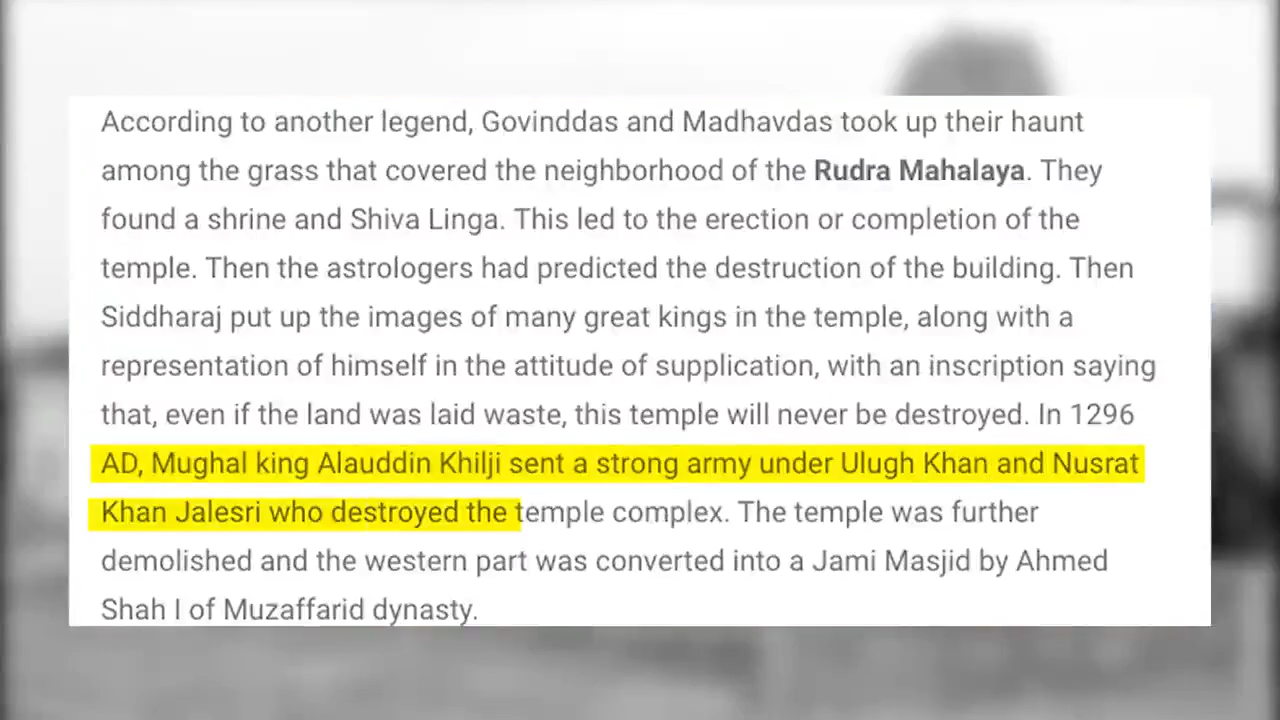 According to another legend, Govinddas and Madhavdas took up their haunt
among the grass that covered the neighborhood of the Rudra Mahalaya. They
found a shrine and Shiva Linga. This led to the erection or completion of the
temple. Then the astrologers had predicted the destruction of the building. Then
Siddharaj put up the images of many great kings in the temple, along with a
representation of himself in the attitude of supplication, with an inscription saying
that, even if the land was laid waste, this temple will never be destroyed. In 1296
AD, Mughal king Alauddin Khilji sent a strong army under Ulugh Khan and Nusrat
Khan Jalesri who destroyed the temple complex. The temple was further
demolished and the western part was converted into a Jami Masjid by Ahmed
Shah I of Muzaffarid dynasty.